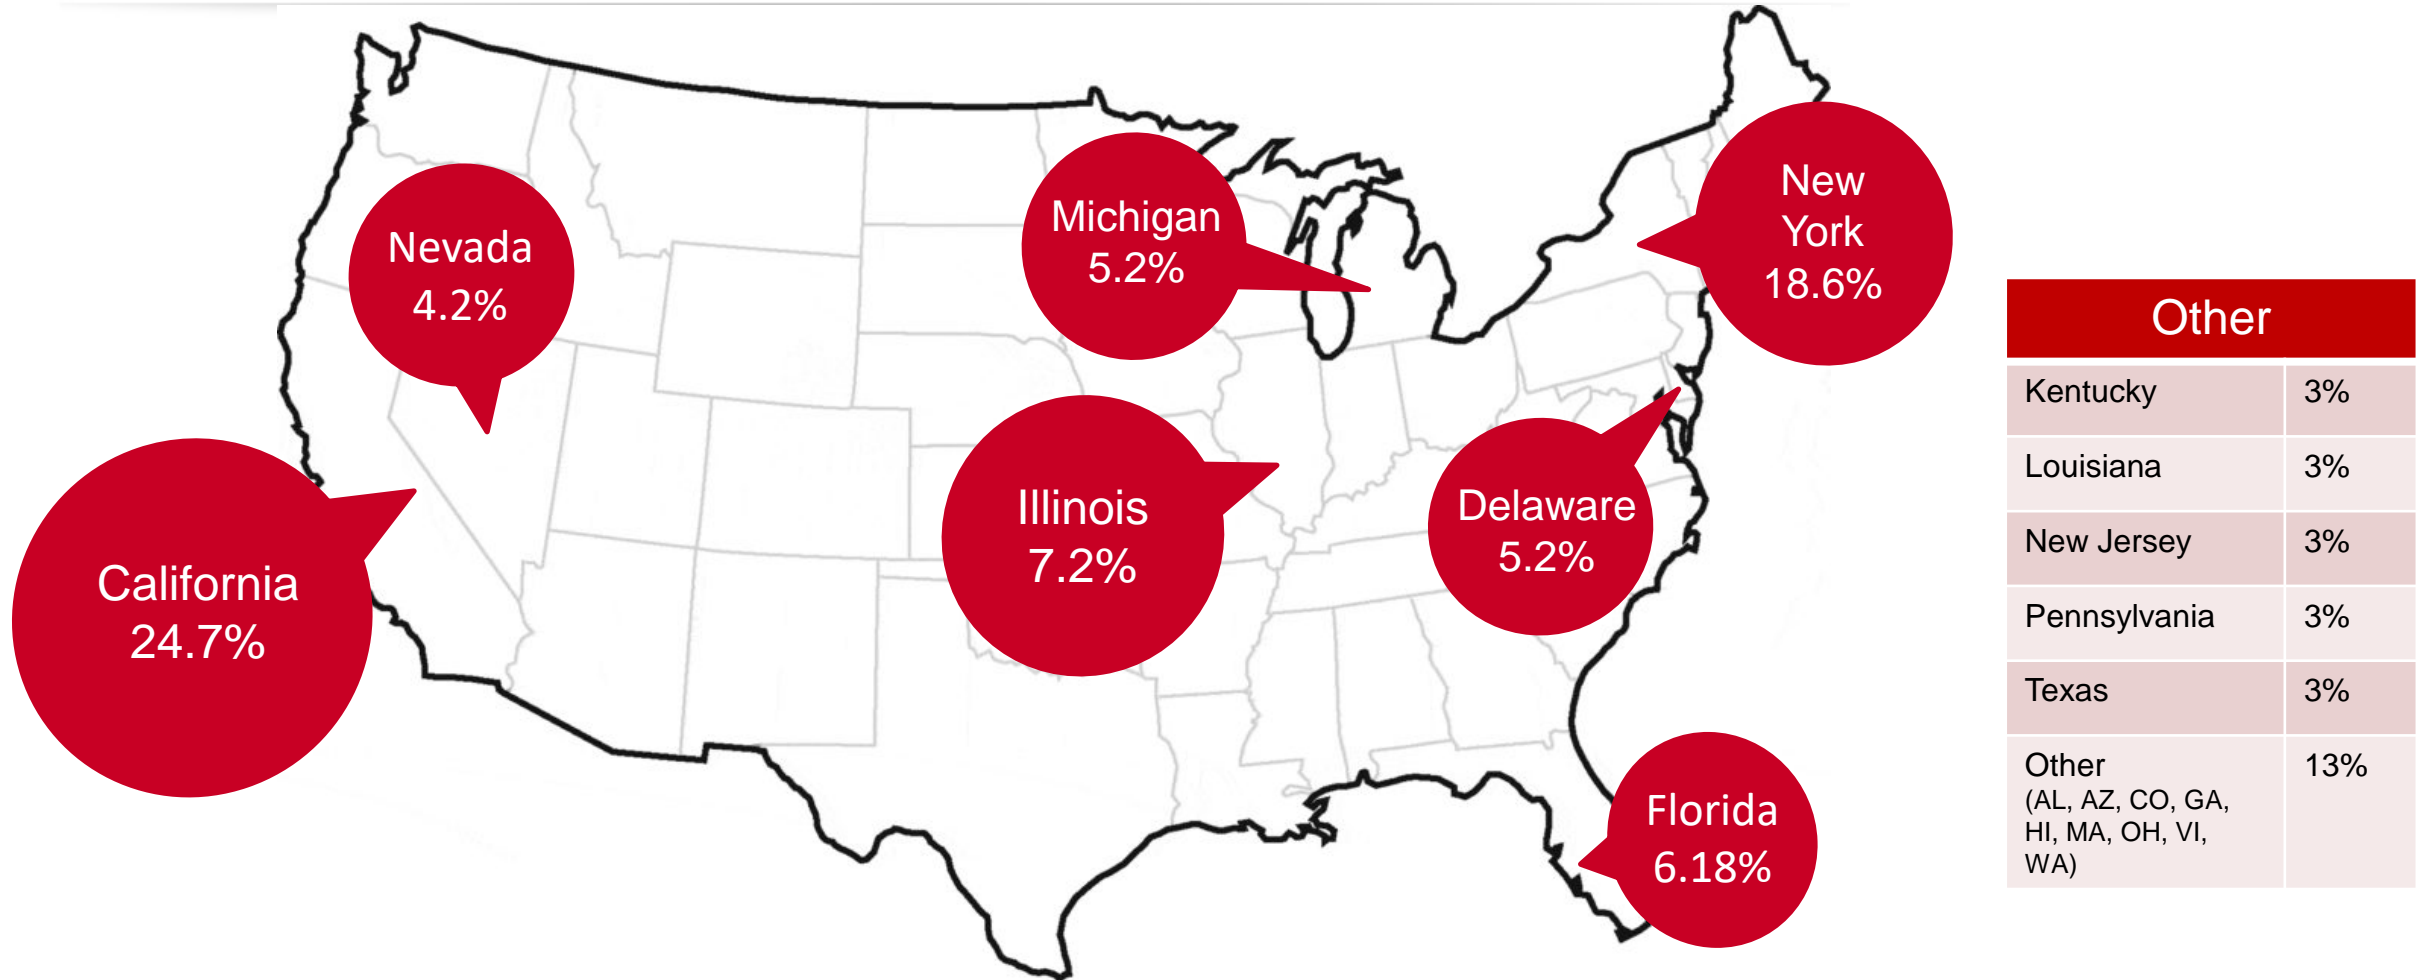 Nevada
4.2%
Michigan
5.2%
New
York
18.6%
California
24.7%
Illinois
7.2%
Delaware
5.2%
Florida
6.18%
Other
Kentucky 3%
Louisiana 3%
New Jersey 3%
Pennsylvania 3%
Texas 3%
Other 13%
(AL, AZ, CO, GA,
HI, MA, OH, VI,
WA)